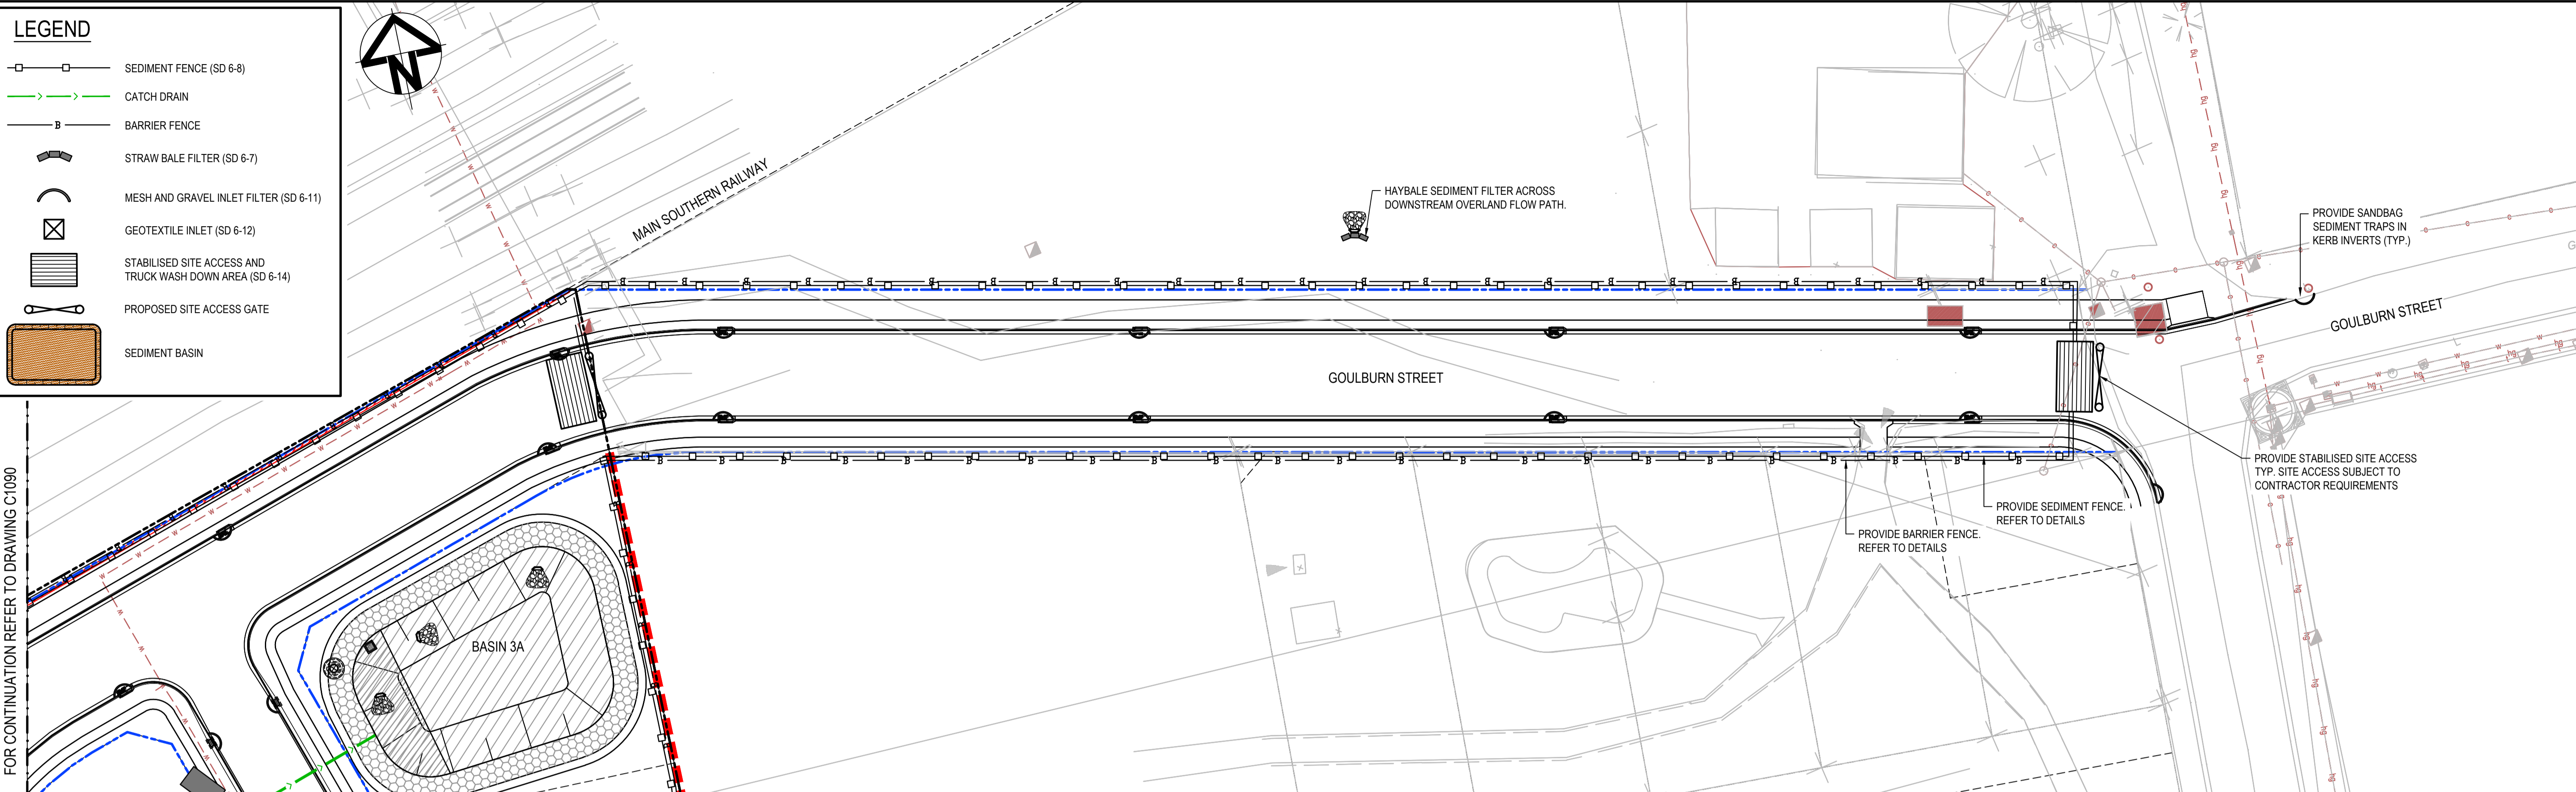 LEGEND
SEDIMENT FENCE (SD 6-8)
CATCH DRAIN
B
BARRIER FENCE
STRAW BALE FILTER (SD 6-7)
MESH AND GRAVEL INLET FILTER (SD 6-11)
GEOTEXTILE INLET (SD 6-12)
STABILISED SITE ACCESS AND
TRUCK WASH DOWN AREA (SD 6-14)
PROPOSED SITE ACCESS GATE
SEDIMENT BASIN
N
MAIN SOUTHERN RAILWAY
HAYBALE SEDIMENT FILTER ACROSS
DOWNSTREAM OVERLAND FLOW PATH.
PROVIDE SANDBAG
SEDIMENT TRAPS IN
KERB INVERTS (TYP.)
GOULBURN STREET
GOULBURN STREET
PROVIDE STABILISED SITE ACCESS
TYP. SITE ACCESS SUBJECT TO
CONTRACTOR REQUIREMENTS
PROVIDE SEDIMENT FENCE.
REFER TO DETAILS
PROVIDE BARRIER FENCE.
REFER TO DETAILS
BASIN 3A
FOR CONTINUATION REFER TO DRAWING C1090